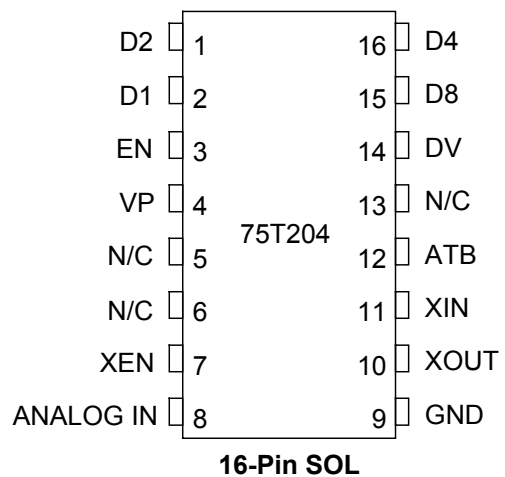 D2 1 16 D4
D1 2 15 D8
EN 3 14 DV
VP 4 13 N/C
75T204
N/C 5 12 ATB
N/C 6 11 XIN
XEN 7 10 XOUT
ANALOG IN 8 9 GND
16-Pin SOL